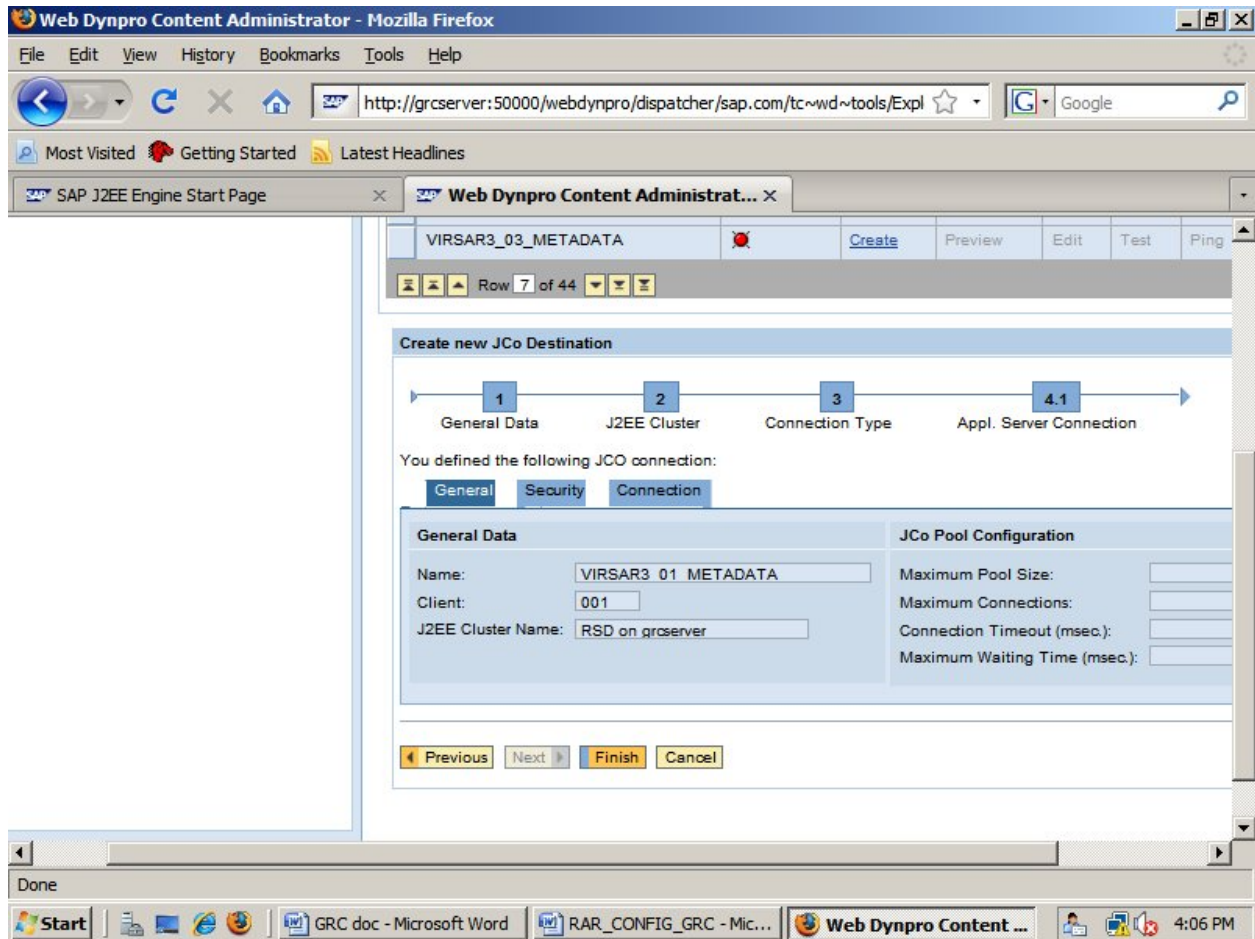 Web Dynpro Content Administrator - Mozilla Firefox
File Edit View History Bookmarks Tools Help
SAP http://grcserver:50000/webdynpro/dispatcher/sap.com/tc~wd~tools/Expl G Google
Most Visited Getting Started Latest Headlines
SAP SAP J2EE Engine Start Page SAP Web Dynpro Content Administrat...
VIRSAR3_03_METADATA Create Preview Edit Test Ping
Row 7 of 44
Create new JCo Destination
1 2 3 4.1
General Data J2EE Cluster Connection Type Appl. Server Connection
You defined the following JCO connection:
General Security Connection
General Data JCo Pool Configuration
Name: VIRSAR3_01_METADATA Maximum Pool Size:
Client: 001 Maximum Connections:
J2EE Cluster Name: RSD on grcserver Connection Timeout (msec.):
Maximum Waiting Time (msec.):
Previous Next Finish Cancel
Done
Start GRC doc - Microsoft Word RAR_CONFIG_GRC - Mic... Web Dynpro Content ... 4:06 PM